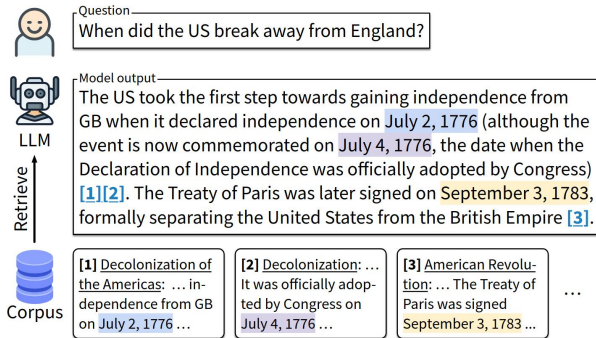 Question
When did the US break away from England?
Model output
The US took the first step towards gaining independence from
GB when it declared independence on July 2, 1776 (although the
event is now commemorated on July 4, 1776, the date when the
Declaration of Independence was officially adopted by Congress)
[1][2]. The Treaty of Paris was later signed on September 3, 1783,
formally separating the United States from the British Empire [3].
LLM
Retrieve
Corpus
[1] Decolonization of
the Americas: … in-
dependence from GB
on July 2, 1776 …
[2] Decolonization: …
It was officially adop-
ted by Congress on
July 4, 1776 …
[3] American Revolu-
tion: … The Treaty of
Paris was signed
September 3, 1783 ...
…